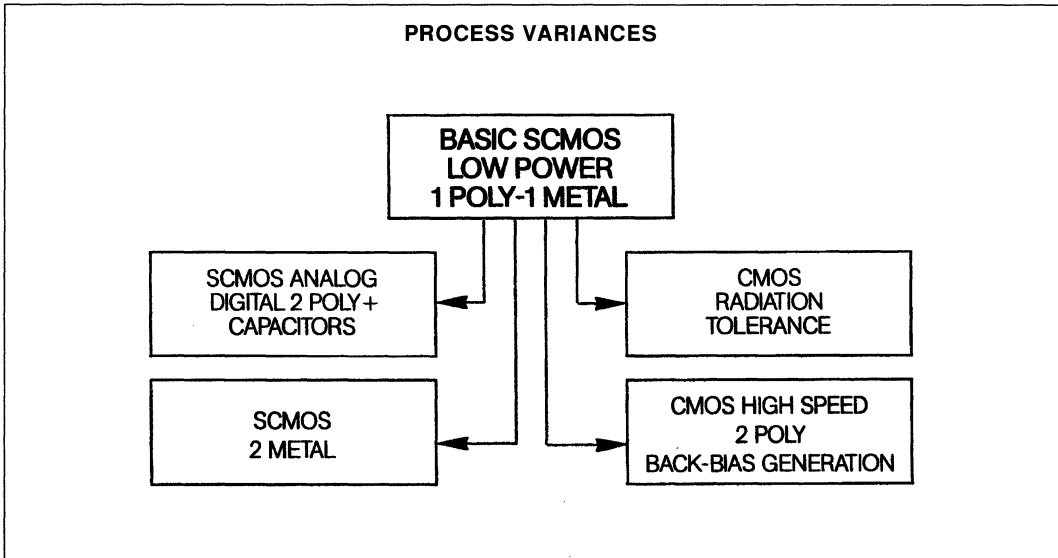 PROCESS VARIANCES
BASIC SCMOS
LOW POWER
1 POLY-1 METAL
SCMOS ANALOG
DIGITAL 2 POLY+
CAPACITORS
CMOS
RADIATION
TOLERANCE
SCMOS
2 METAL
CMOS HIGH SPEED
2 POLY
BACK-BIAS GENERATION